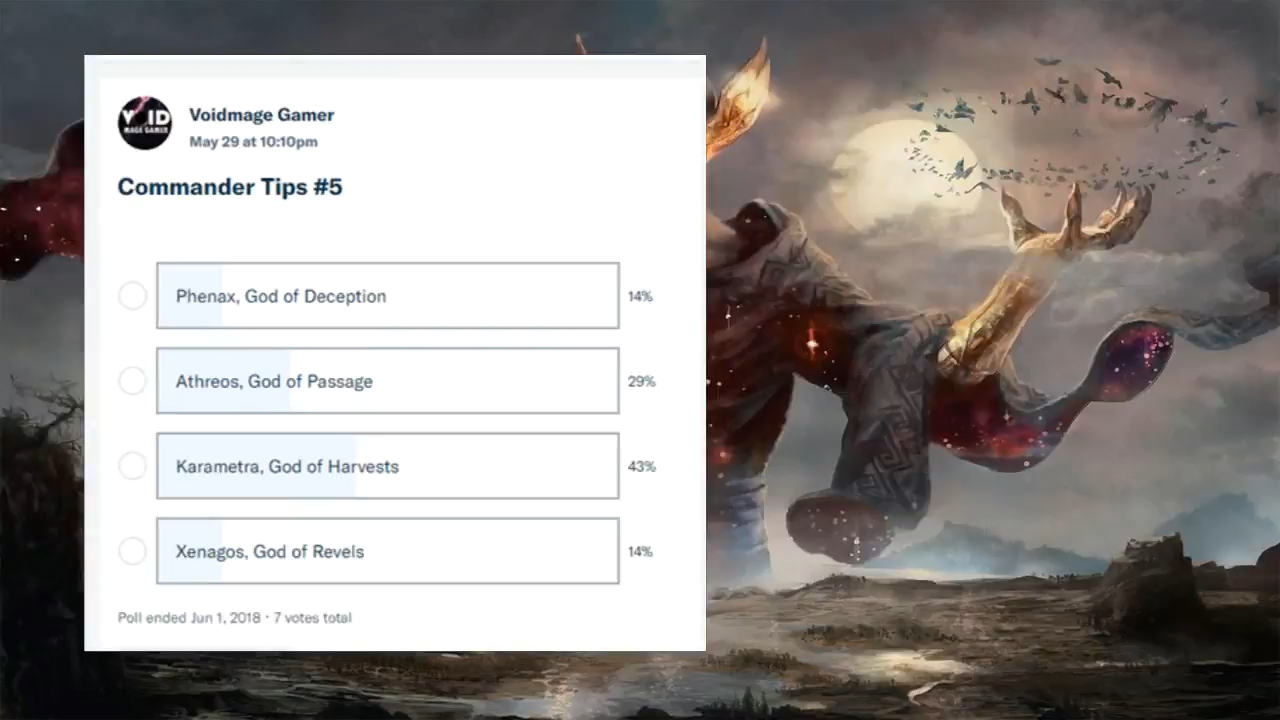 VOID
MAGE GAMER
Voidmage Gamer
May 29 at 10:10pm
Commander Tips #5
Phenax, God of Deception
14%
Athreos, God of Passage
29%
Karametra, God of Harvests
43%
Xenagos, God of Revels
14%
Poll ended Jun 1, 2018 · 7 votes total